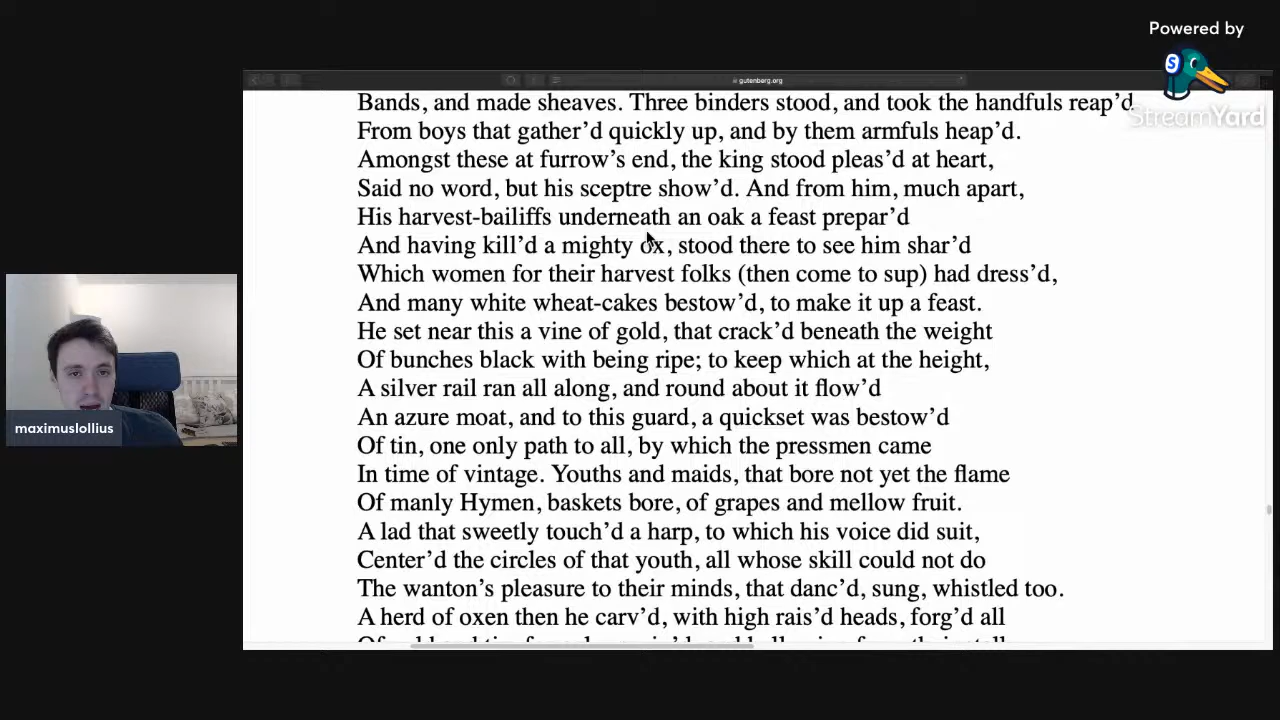 Powered by
StreamYard
gutenberg.org
Bands, and made sheaves. Three binders stood, and took the handfuls reap’d
From boys that gather’d quickly up, and by them armfuls heap’d.
Amongst these at furrow’s end, the king stood pleas’d at heart,
Said no word, but his sceptre show’d. And from him, much apart,
His harvest-bailiffs underneath an oak a feast prepar’d
And having kill’d a mighty ox, stood there to see him shar’d
Which women for their harvest folks (then come to sup) had dress’d,
And many white wheat-cakes bestow’d, to make it up a feast.
He set near this a vine of gold, that crack’d beneath the weight
Of bunches black with being ripe; to keep which at the height,
A silver rail ran all along, and round about it flow’d
An azure moat, and to this guard, a quickset was bestow’d
Of tin, one only path to all, by which the pressmen came
In time of vintage. Youths and maids, that bore not yet the flame
Of manly Hymen, baskets bore, of grapes and mellow fruit.
A lad that sweetly touch’d a harp, to which his voice did suit,
Center’d the circles of that youth, all whose skill could not do
The wanton’s pleasure to their minds, that danc’d, sung, whistled too.
A herd of oxen then he carv’d, with high rais’d heads, forg’d all
maximuslollius